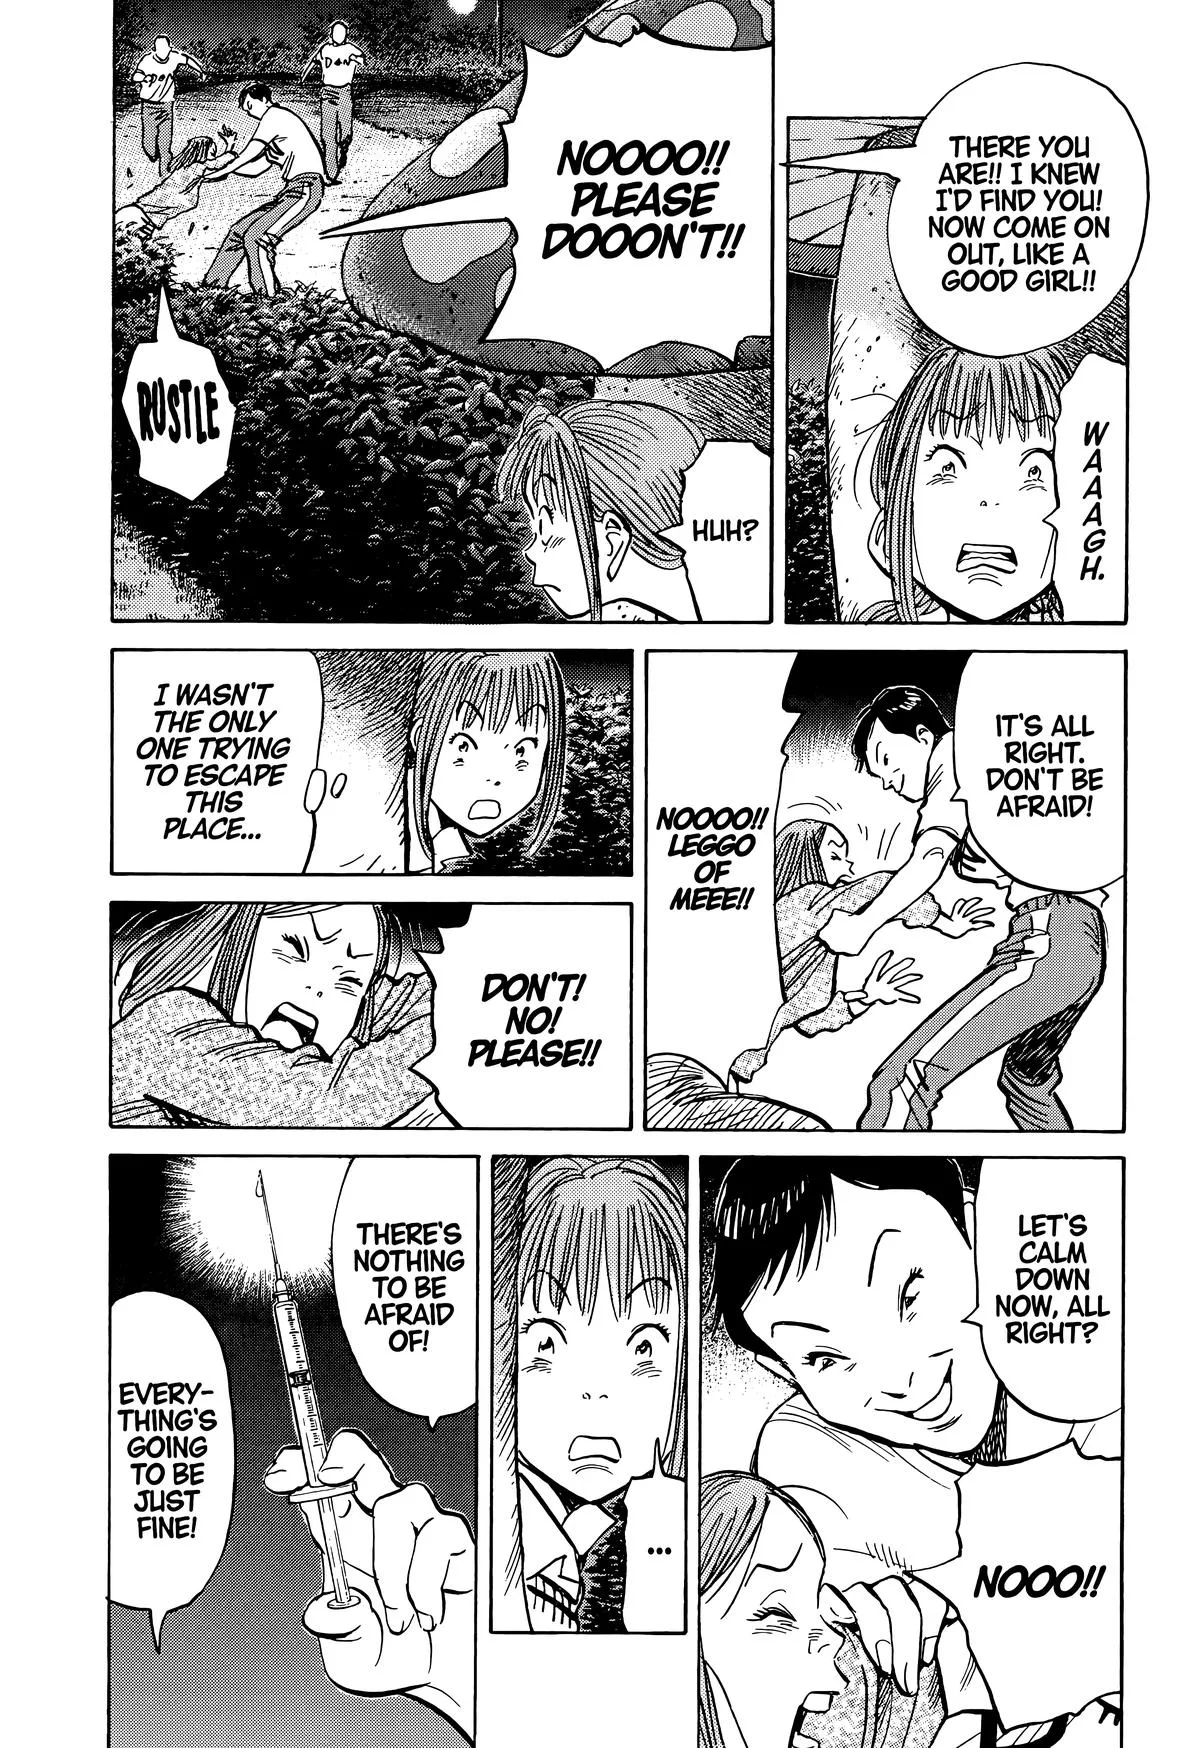 THERE YOU
ARE!! I KNEW
I'D FIND YOU!
NOW COME ON
OUT, LIKE A
GOOD GIRL!!
WAAAGH.
NOOOO!!
PLEASE
DOOON'T!!
DON
DON
RUSTLE
HUH?
IT'S ALL
RIGHT.
DON'T BE
AFRAID!
NOOOO!!
LEGGO
OF
MEEE!!
I WASN'T
THE ONLY
ONE TRYING
TO ESCAPE
THIS
PLACE...
DON'T!
NO!
PLEASE!!
LET'S
CALM
DOWN
NOW, ALL
RIGHT?
NOOO!!
...
THERE'S
NOTHING
TO BE
AFRAID
OF!
EVERY-
THING'S
GOING
TO BE
JUST
FINE!